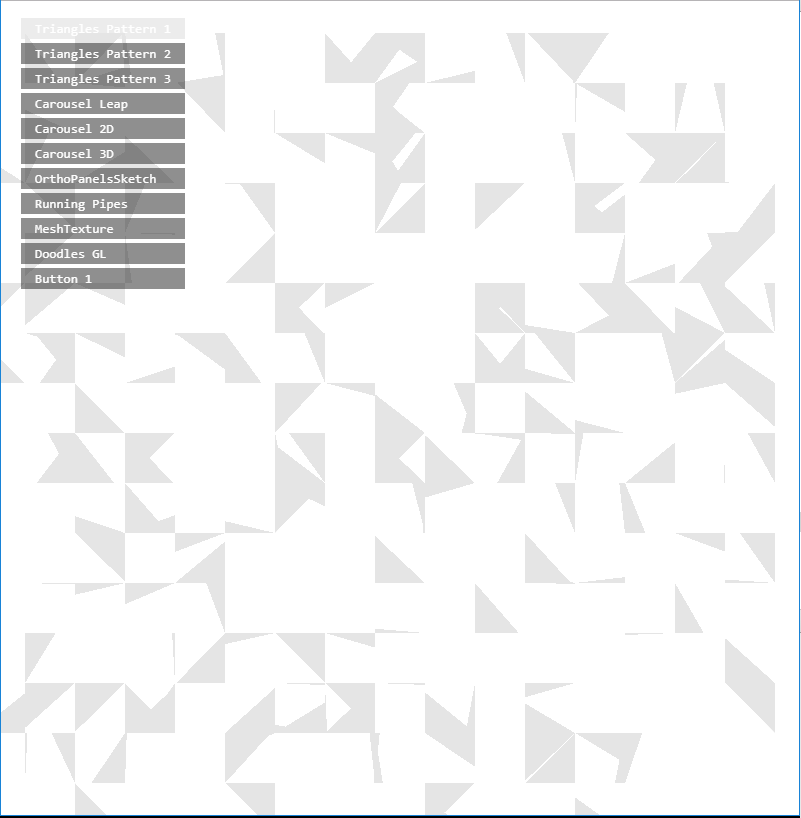 Triangles Pattern 1
Triangles Pattern 2
Triangles Pattern 3
Carousel Leap
Carousel 2D
Carousel 3D
OrthoPanelsSketch
Running Pipes
MeshTexture
Doodles GL
Button 1